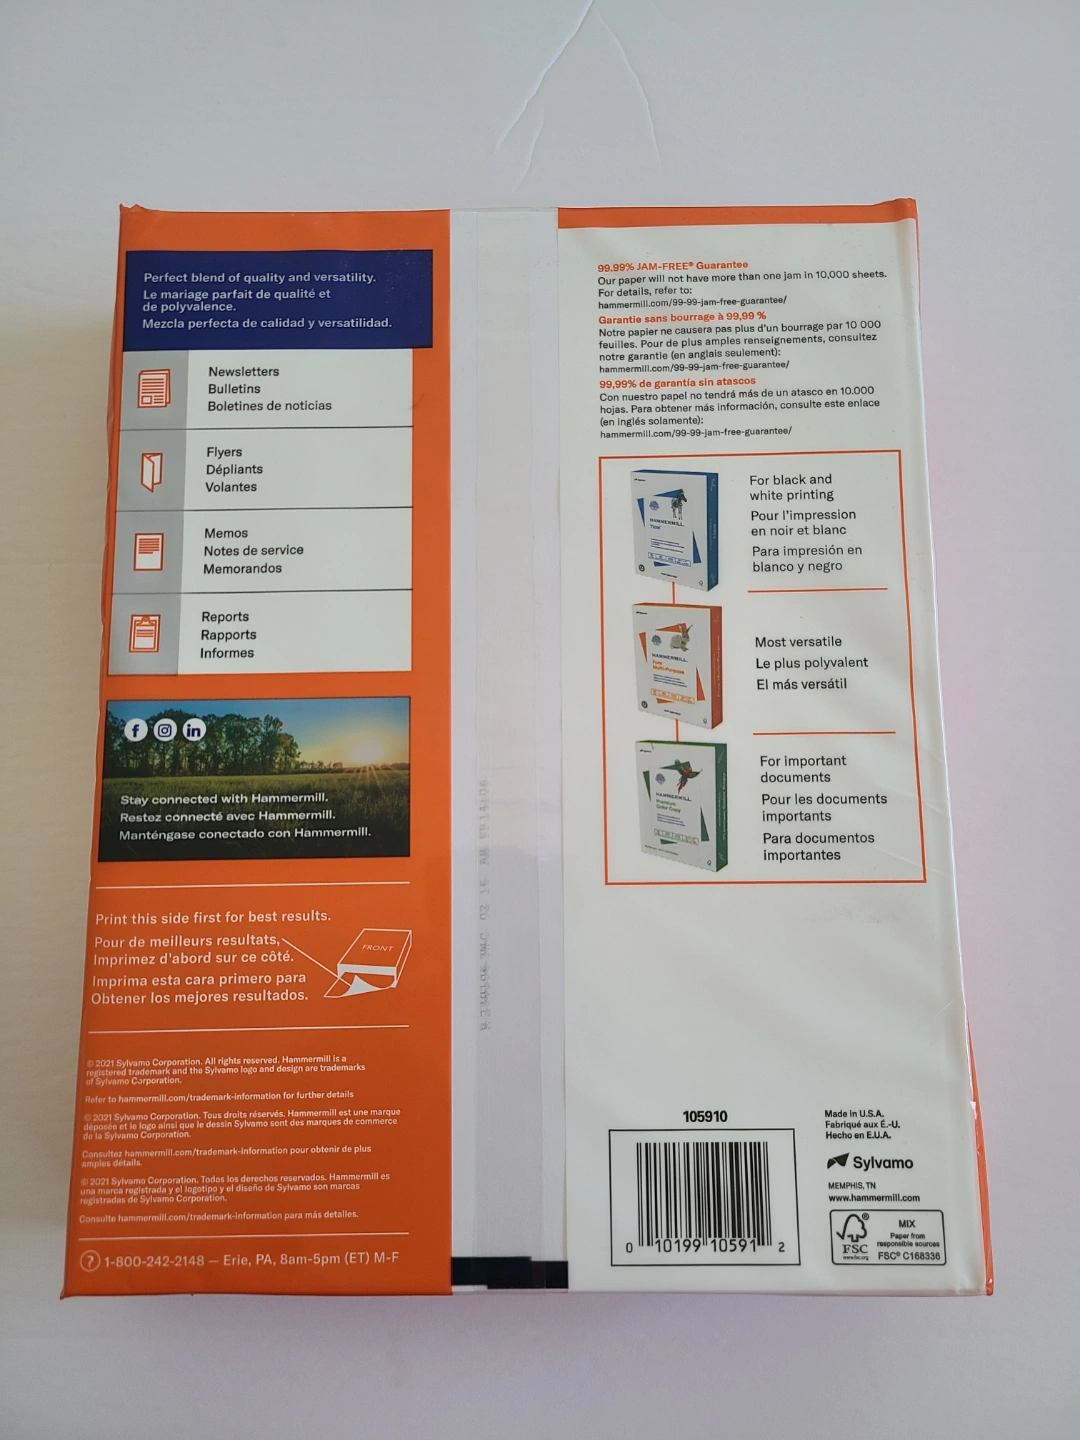 Perfect blend of quality and versatility.
Le mariage parfait de qualité et
de polyvalence.
Mezcla perfecta de calidad y versatilidad.
Newsletters
Bulletins
Boletines de noticias
Flyers
Dépliants
Volantes
Memos
Notes de service
Memorandos
Reports
Rapports
Informes
Stay connected with Hammermill.
Restez connecté avec Hammermill.
Manténgase conectado con Hammermill.
Print this side first for best results.
Pour de meilleurs resultats,
Imprimez d'abord sur ce côté.
Imprima esta cara primero para
Obtener los mejores resultados.
FRONT
© 2021 Sylvamo Corporation. All rights reserved. Hammermill is a
registered trademark and the Sylvamo logo and design are trademarks
of Sylvamo Corporation.
Refer to hammermill.com/trademark-information for further details
© 2021 Sylvamo Corporation. Tous droits réservés. Hammermill est une marque
déposée et le logo ainsi que le dessin Sylvamo sont des marques de commerce
de la Sylvamo Corporation.
Consultez hammermill.com/trademark-information pour obtenir de plus
amples détails.
© 2021 Sylvamo Corporation. Todos los derechos reservados. Hammermill es
una marca registrada y el logotipo y el diseño de Sylvamo son marcas
registradas de Sylvamo Corporation.
Consulte hammermill.com/trademark-information para más detalles.
? 1-800-242-2148 — Erie, PA, 8am-5pm (ET) M-F
99.99% JAM-FREE® Guarantee
Our paper will not have more than one jam in 10,000 sheets.
For details, refer to:
hammermill.com/99-99-jam-free-guarantee/
Garantie sans bourrage à 99,99 %
Notre papier ne causera pas plus d'un bourrage par 10 000
feuilles. Pour de plus amples renseignements, consultez
notre garantie (en anglais seulement):
hammermill.com/99-99-jam-free-guarantee/
99,99% de garantía sin atascos
Con nuestro papel no tendrá más de un atasco en 10.000
hojas. Para obtener más información, consulte este enlace
(en inglés solamente):
hammermill.com/99-99-jam-free-guarantee/
HAMMERMILL
For black and
white printing
Pour l'impression
en noir et blanc
Para impresión en
blanco y negro
HAMMERMILL
Fore
Multi-Purpose
Most versatile
Le plus polyvalent
El más versátil
HAMMERMILL
Premium
Color Copy
For important
documents
Pour les documents
importants
Para documentos
importantes
105910
0 10199 10591 2
Made in U.S.A.
Fabriqué aux É.-U.
Hecho en E.U.A.
Sylvamo
MEMPHIS, TN
www.hammermill.com
FSC
www.fsc.org
MIX
Paper from
responsible sources
FSC® C168336